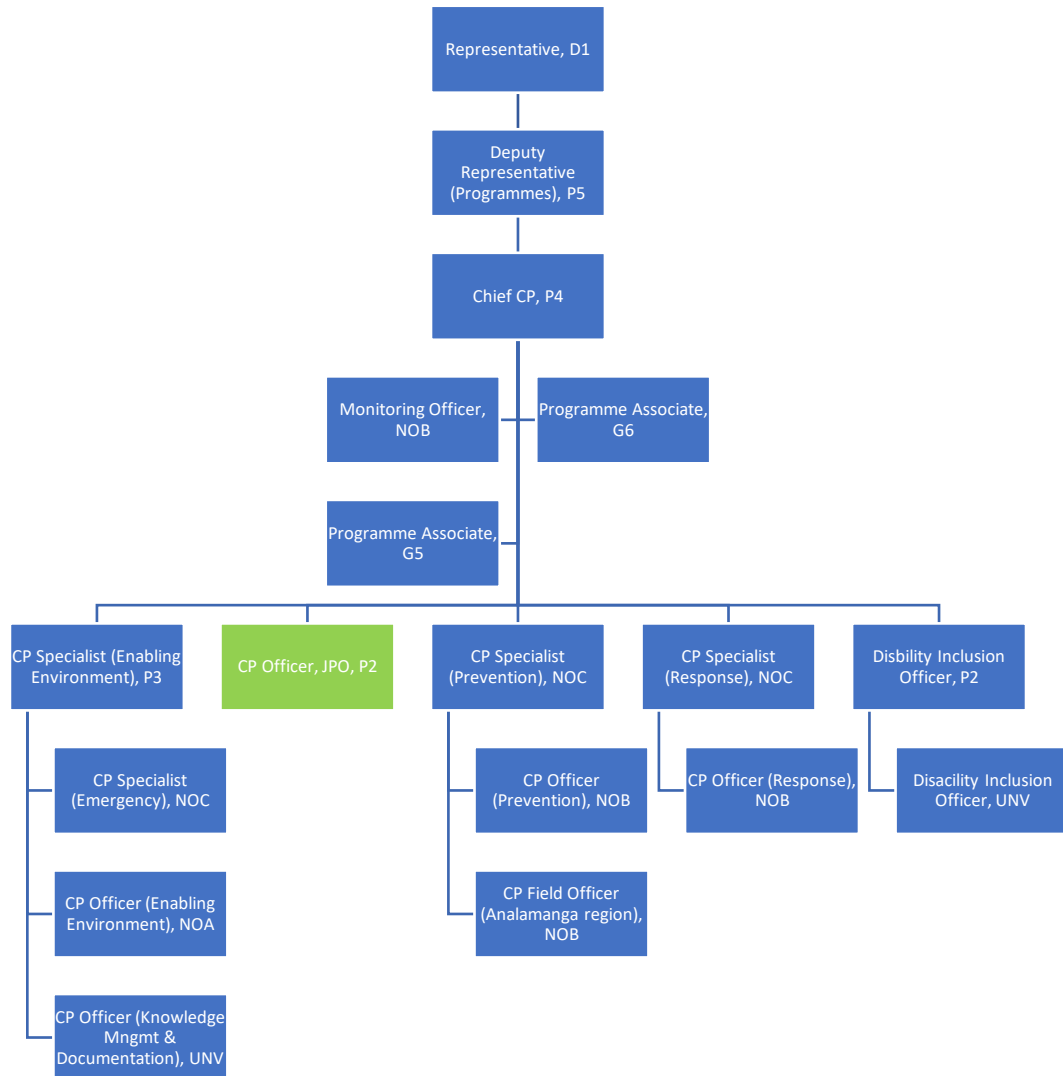 Representative, D1
Deputy
Representative
(Programmes), P5
Chief CP, P4
Monitoring Officer,
NOB
Programme Associate,
G6
Programme Associate,
G5
CP Specialist (Enabling
Environment), P3
CP Officer, JPO, P2
CP Specialist
(Prevention), NOC
CP Specialist
(Response), NOC
Disbility Inclusion
Officer, P2
CP Specialist
(Emergency), NOC
CP Officer
(Prevention), NOB
CP Officer (Response),
NOB
Disacility Inclusion
Officer, UNV
CP Officer (Enabling
Environment), NOA
CP Field Officer
(Analamanga region),
NOB
CP Officer (Knowledge
Mngmt &
Documentation), UNV